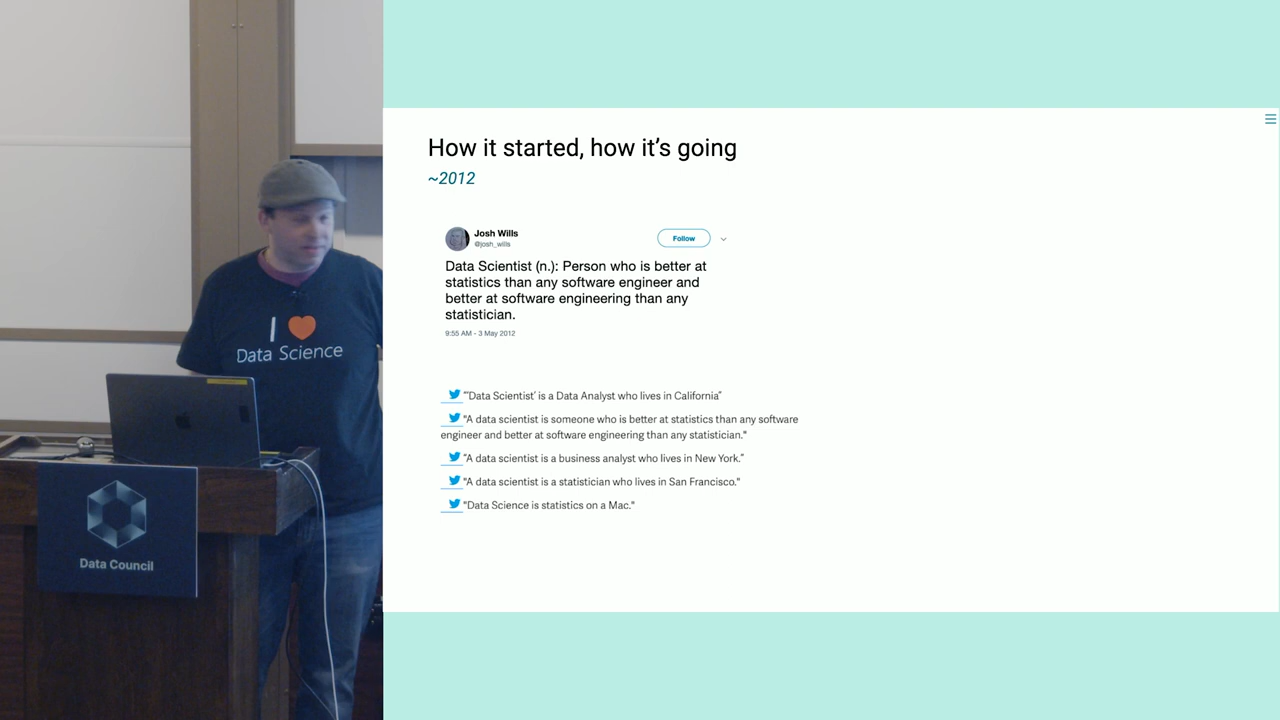 I
Data Science
Data Council
How it started, how it's going
~2012
Josh Wills
@josh_wills
Follow
Data Scientist (n.): Person who is better at
statistics than any software engineer and
better at software engineering than any
statistician.
9:55 AM - 3 May 2012
"'Data Scientist' is a Data Analyst who lives in California"
"A data scientist is someone who is better at statistics than any software
engineer and better at software engineering than any statistician."
"A data scientist is a business analyst who lives in New York."
"A data scientist is a statistician who lives in San Francisco."
"Data Science is statistics on a Mac."